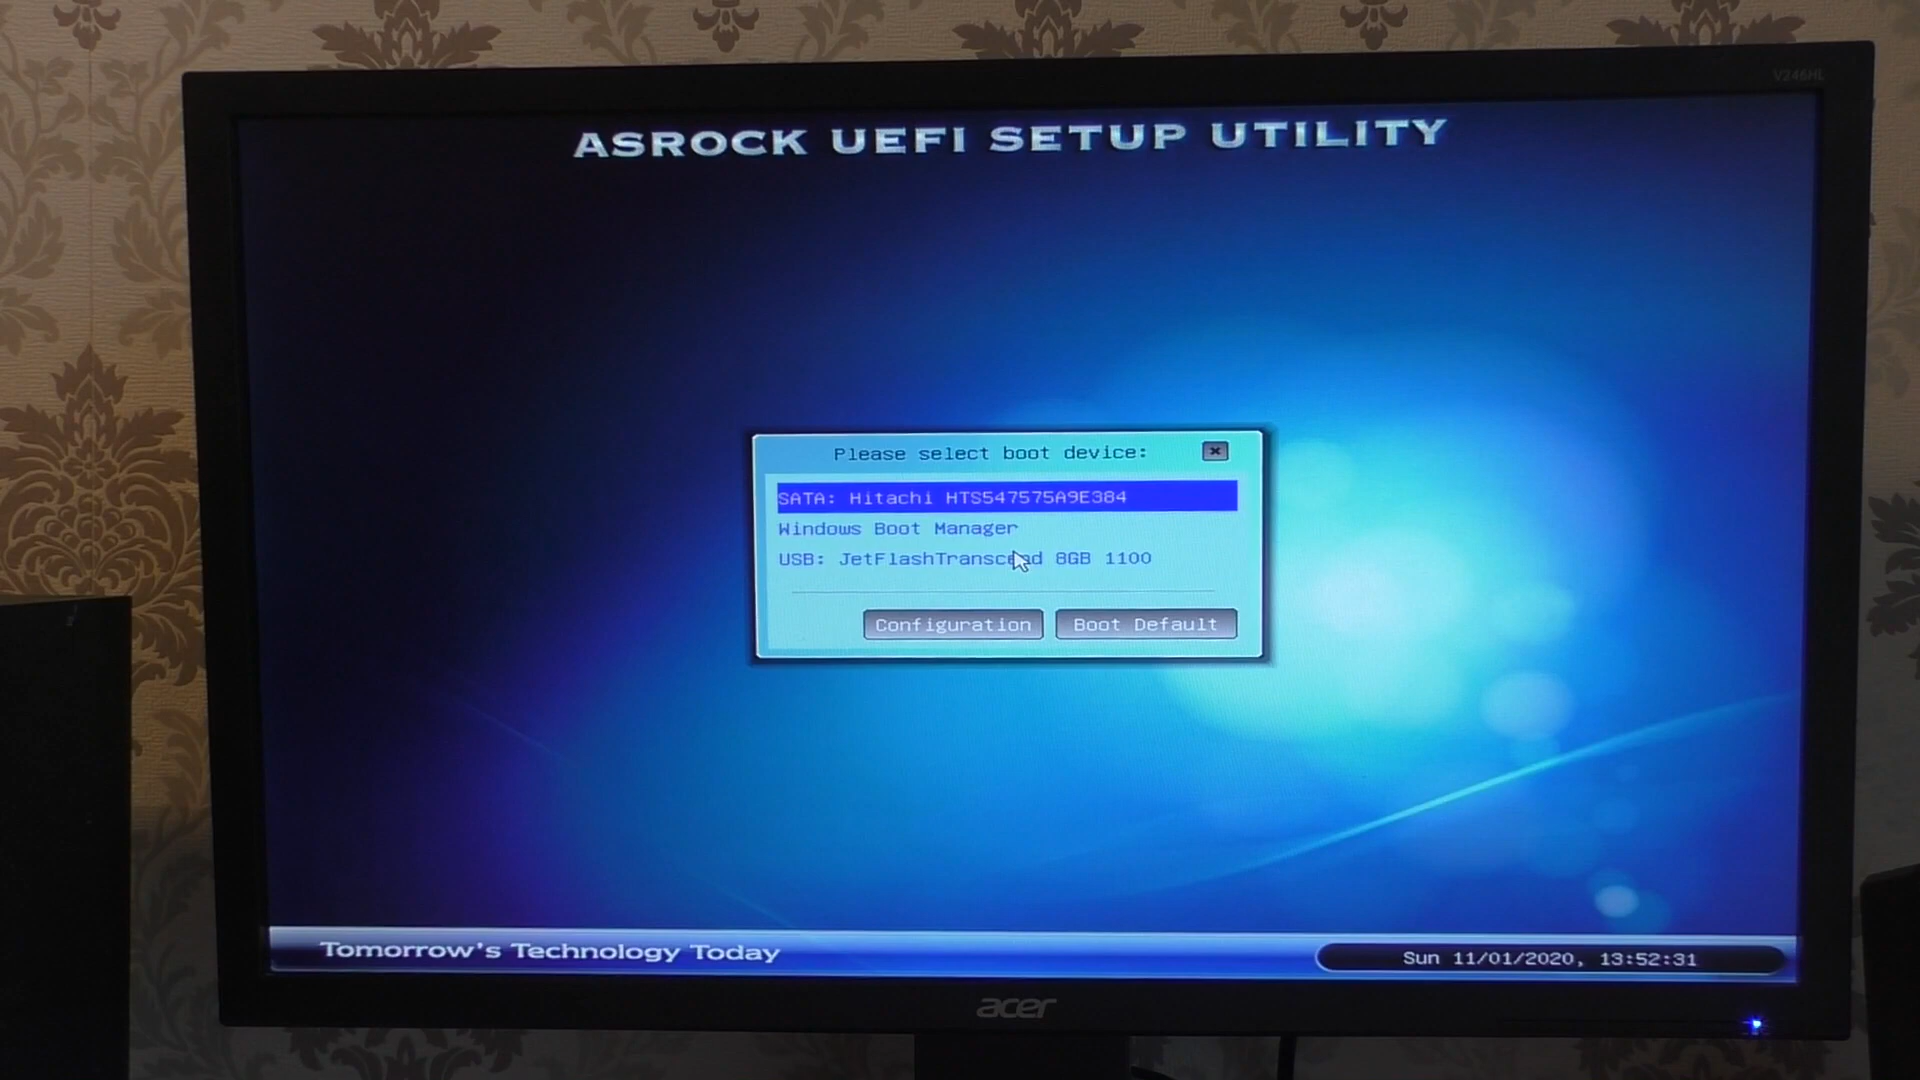 V246HL
ASROCK UEFI SETUP UTILITY
Please select boot device:
SATA: Hitachi HTS547575A9E384
Windows Boot Manager
USB: JetFlashTranscend 8GB 1100
Configuration
Boot Default
Tomorrow's Technology Today
Sun 11/01/2020, 13:52:31
acer